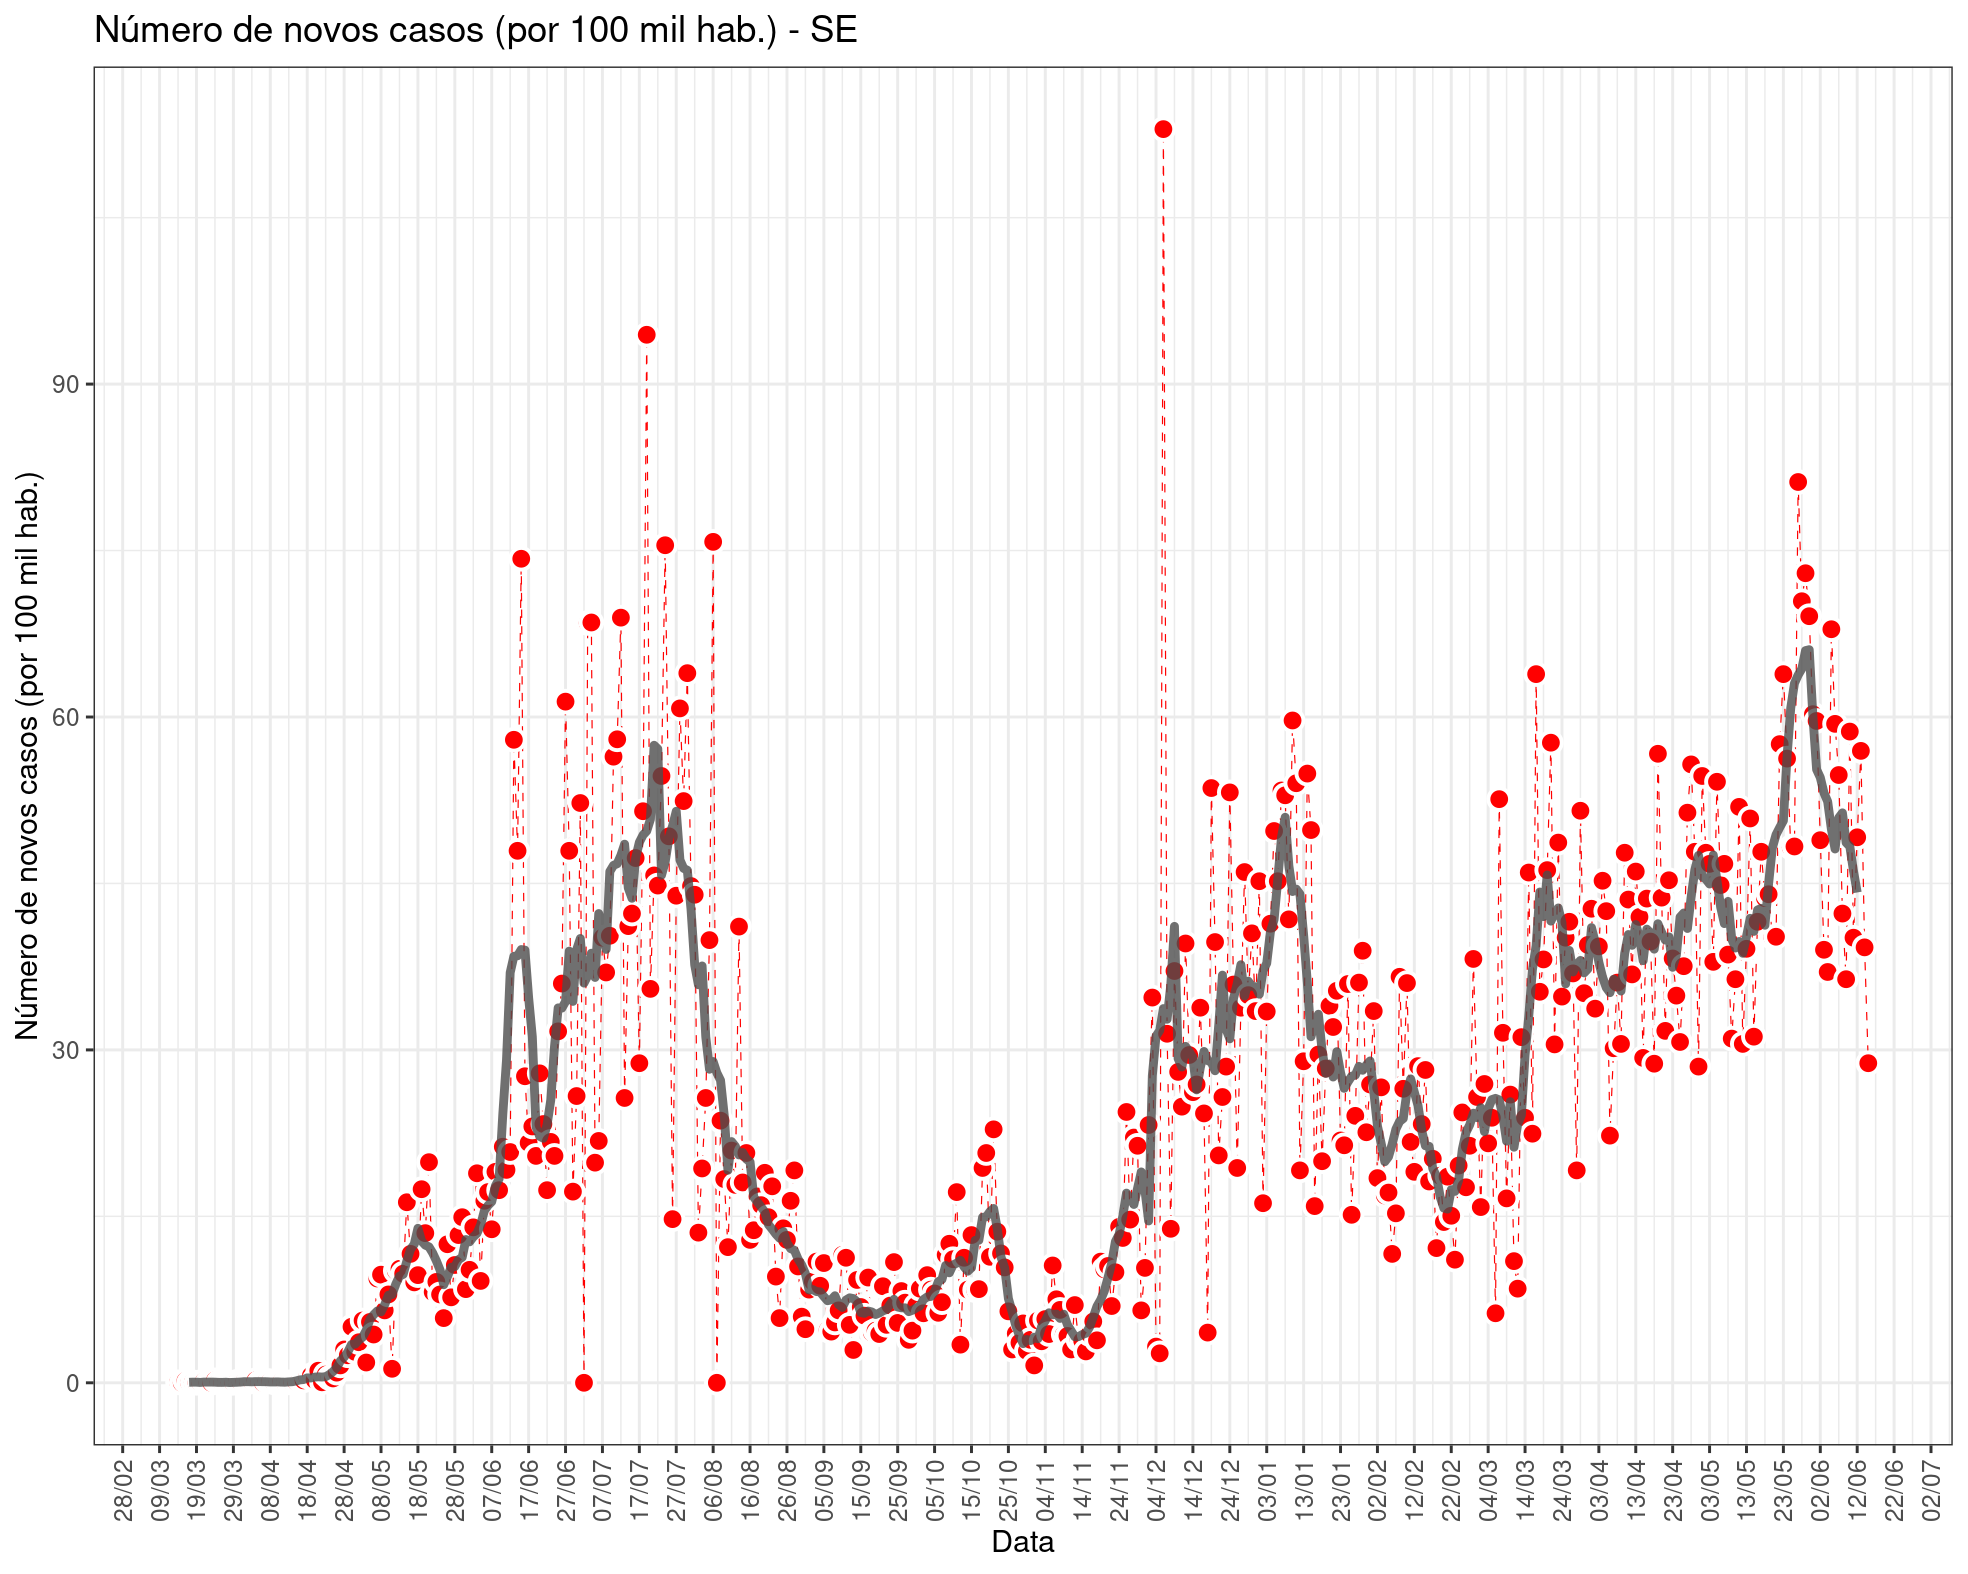 Número de novos casos (por 100 mil hab.) - SE
Número de novos casos (por 100 mil hab.)
90
60
30
0
28/02 09/03 19/03 29/03 08/04 18/04 28/04 08/05 18/05 28/05 07/06 17/06 27/06 07/07 17/07 27/07 06/08 16/08 26/08 05/09 15/09 25/09 05/10 15/10 25/10 04/11 14/11 24/11 04/12 14/12 24/12 03/01 13/01 23/01 02/02 12/02 22/02 04/03 14/03 24/03 03/04 13/04 23/04 03/05 13/05 23/05 02/06 12/06 22/06 02/07
Data